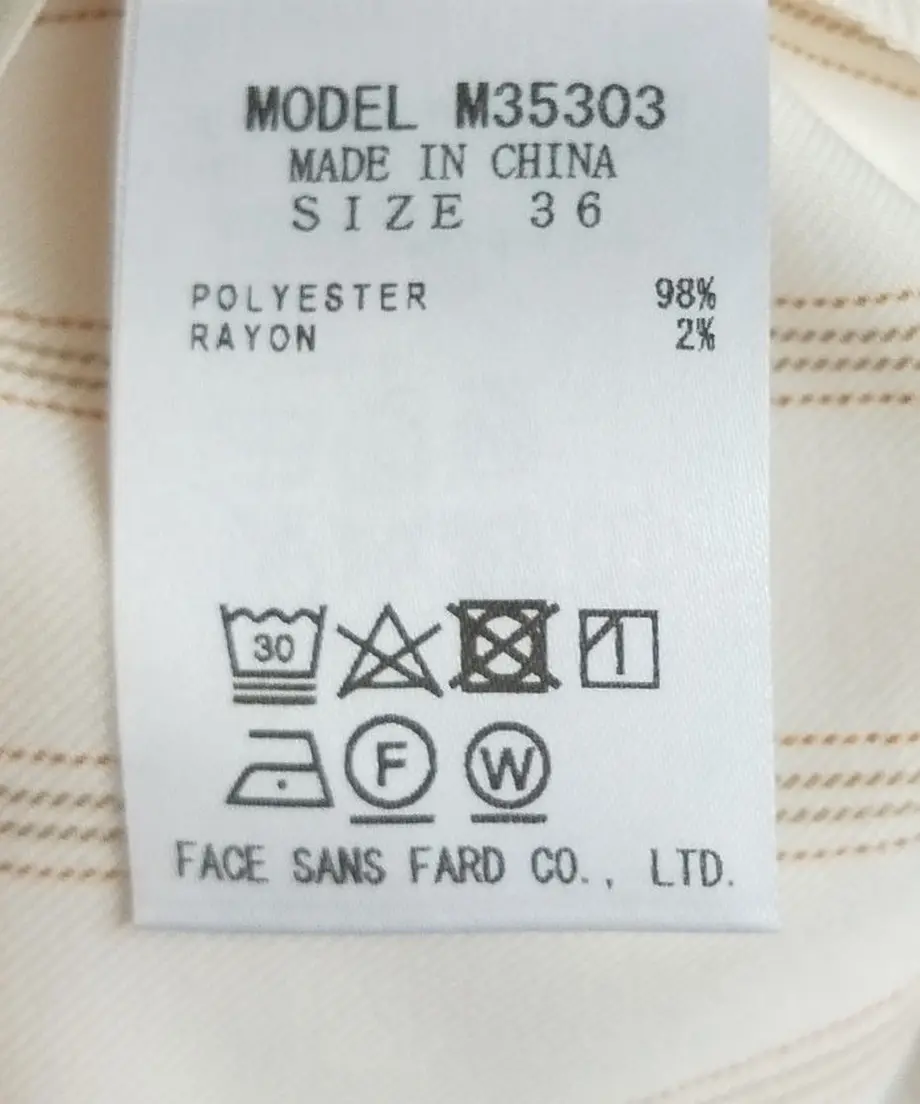 MODEL M35303
MADE IN CHINA
SIZE 36
POLYESTER 98%
RAYON 2%
30
F W
FACE SANS FARD CO., LTD.